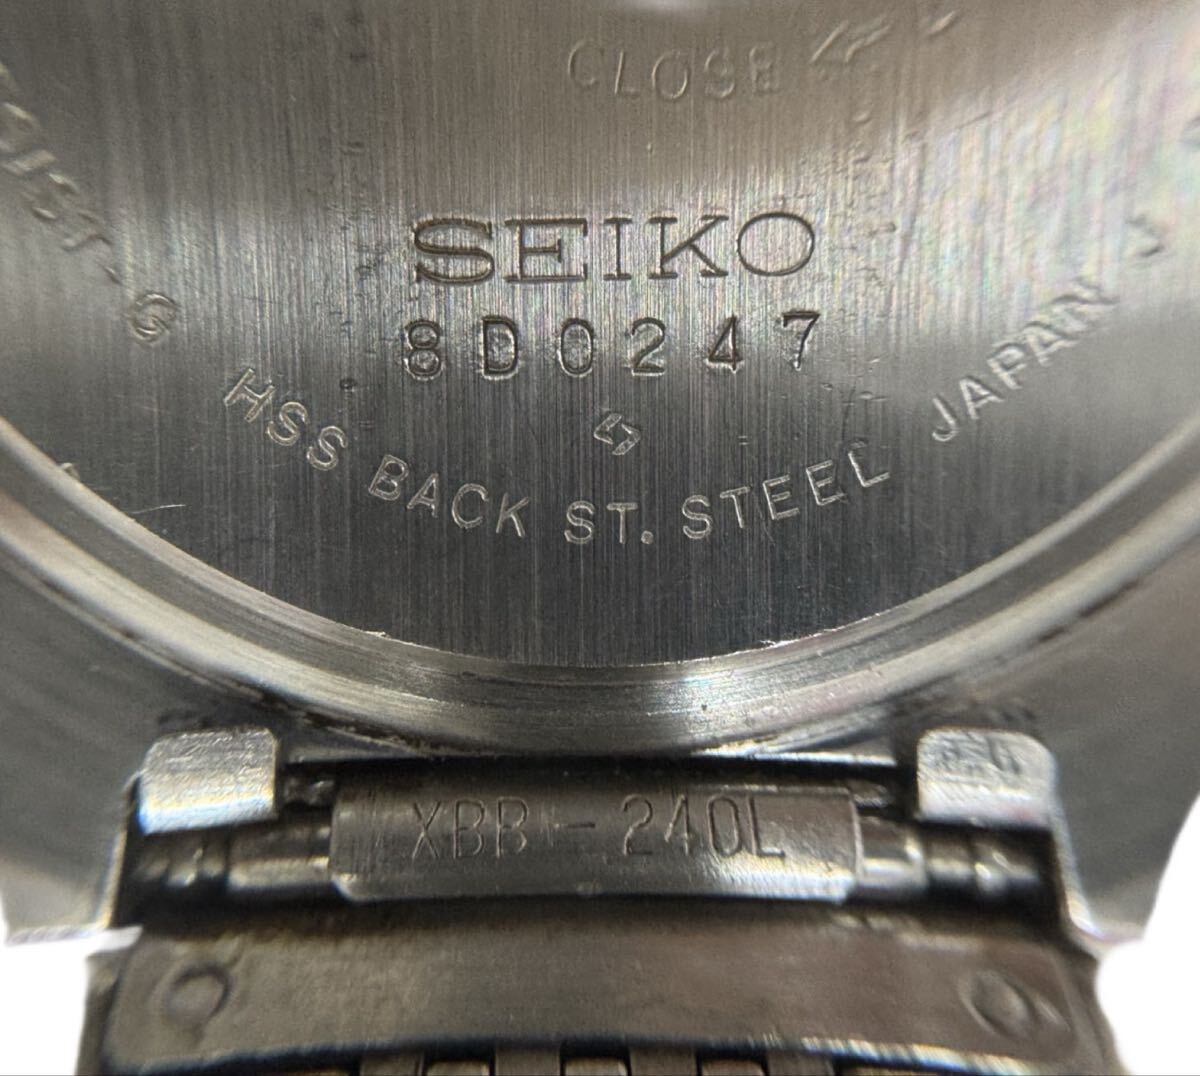 CLOSE
SEIKO
8D0247
HSS BACK ST. STEEL JAPAN J
XBB-240L